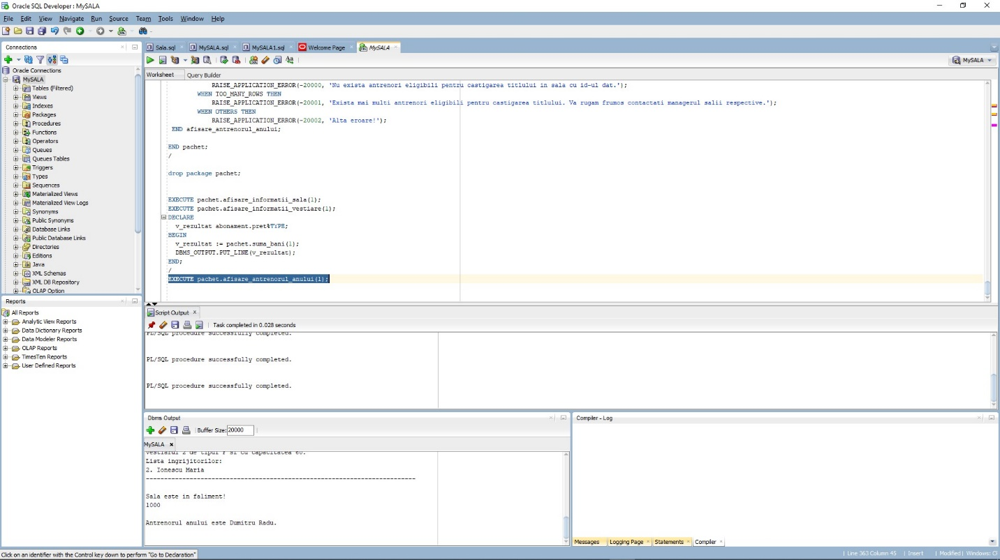 Oracle SQL Developer : MySALA
File Edit View Navigate Run Source Team Tools Window Help
Connections
Sala.sql MySALA.sql MySALA1.sql Welcome Page MySALA
MySALA
Worksheet Query Builder
Oracle Connections
MySALA
Tables (Filtered)
Views
Indexes
Packages
Procedures
Functions
Operators
Queues
Queues Tables
Triggers
Types
Sequences
Materialized Views
Materialized View Logs
Synonyms
Public Synonyms
Database Links
Public Database Links
Directories
Editions
Java
XML Schemas
XML DB Repository
OLAP Option
RAISE_APPLICATION_ERROR(-20000, 'Nu exista antrenori eligibili pentru castigarea titlului in sala cu id-ul dat.');
WHEN TOO_MANY_ROWS THEN
RAISE_APPLICATION_ERROR(-20001, 'Exista mai multi antrenori eligibili pentru castigarea titlului. Va rugam frumos contactati managerul salii respective.');
WHEN OTHERS THEN
RAISE_APPLICATION_ERROR(-20002, 'Alta eroare!');
END afisare_antrenorul_anului;
END pachet;
/
drop package pachet;
EXECUTE pachet.afisare_informatii_sala(1);
EXECUTE pachet.afisare_informatii_vestiare(1);
DECLARE
v_rezultat abonament.pret%TYPE;
BEGIN
v_rezultat := pachet.suma_bani(1);
DBMS_OUTPUT.PUT_LINE(v_rezultat);
END;
/
EXECUTE pachet.afisare_antrenorul_anului(1);
Reports
All Reports
Analytic View Reports
Data Dictionary Reports
Data Modeler Reports
OLAP Reports
TimesTen Reports
User Defined Reports
Script Output
Task completed in 0.028 seconds
PL/SQL procedure successfully completed.
PL/SQL procedure successfully completed.
PL/SQL procedure successfully completed.
Dbms Output
Buffer Size: 20000
MySALA
Vestiarul 2 de tipul F si cu capacitatea 60.
Lista ingrijitorilor:
2. Ionescu Maria
--------------------------------------------------------------------------
Sala este in faliment!
1000
Antrenorul anului este Dumitru Radu.
Compiler - Log
Messages Logging Page Statements Compiler
Click on an identifier with the Control key down to perform "Go to Declaration"
Line 363 Column 45 Insert Modified Windows: Cl